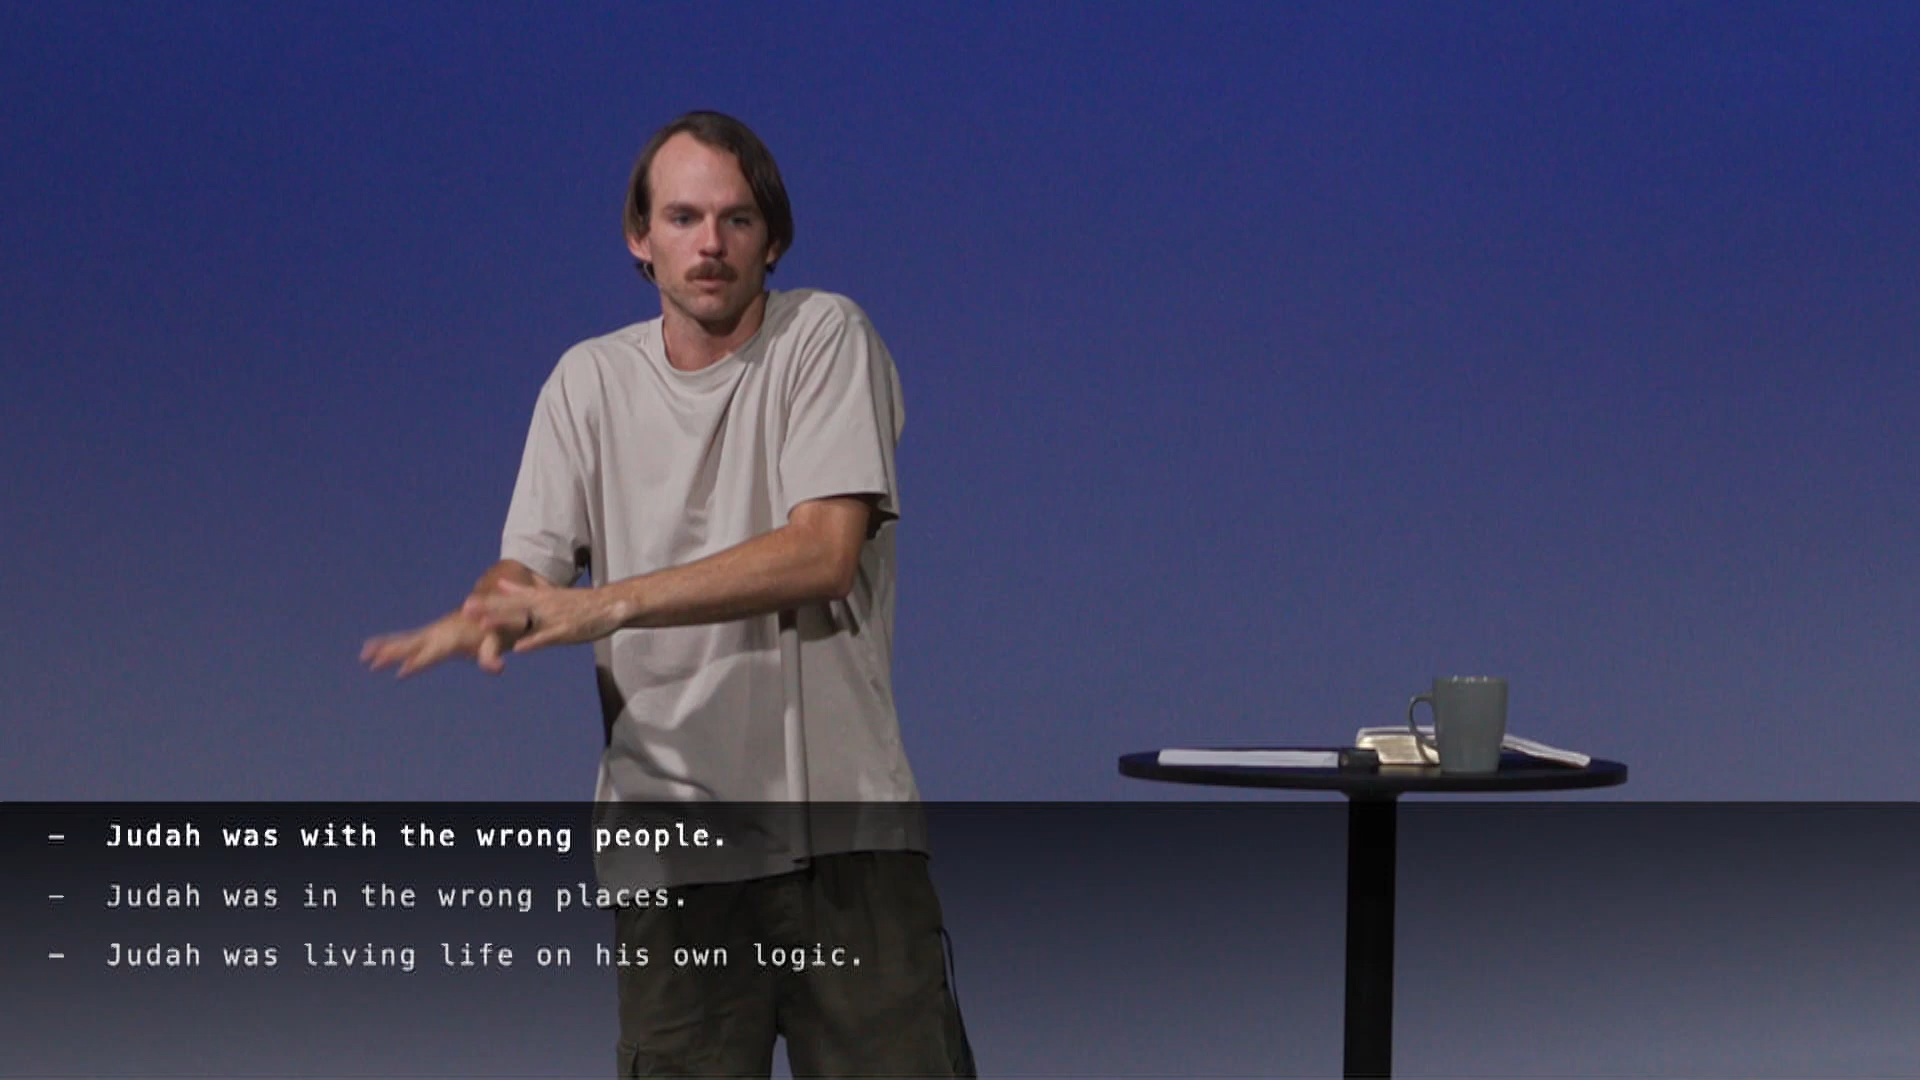 – Judah was with the wrong people.
– Judah was in the wrong places.
– Judah was living life on his own logic.